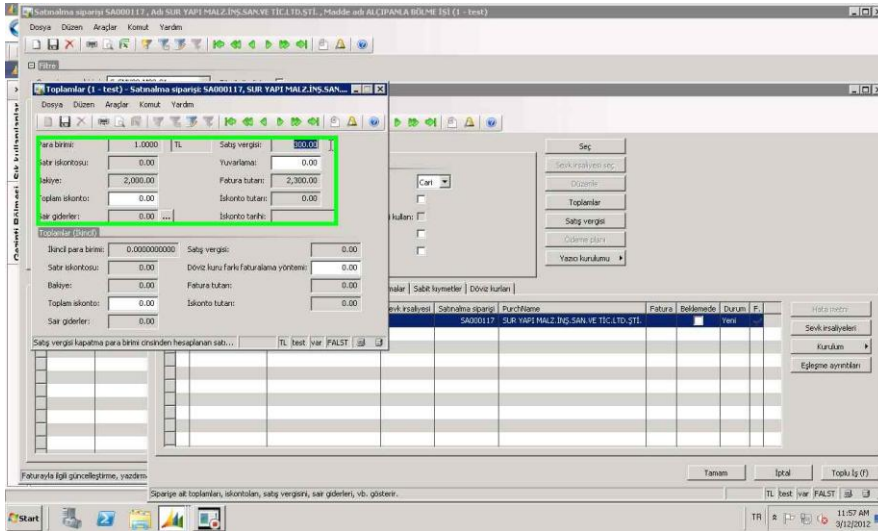 Satınalma siparişi SA000117, Adı SUR YAPI MALZ.İNŞ.SAN.VE TİC.LTD.ŞTİ. , Madde adı ALÇIPANLA BÖLME İŞİ (1 - test)
Dosya Düzen Araçlar Komut Yardım
Filtre
Toplamlar (1 - test) - Satınalma siparişi: SA000117, SUR YAPI MALZ.İNŞ.SAN....
Dosya Düzen Araçlar Komut Yardım
Para birimi: 1.0000 TL Satış vergisi: 300.00
Satır iskontosu: 0.00 Yuvarlama: 0.00
Bakiye: 2,000.00 Fatura tutarı: 2,300.00
Toplam iskonto: 0.00 İskonto tutarı: 0.00
Sair giderler: 0.00 ... İskonto tarihi:
Toplamlar (İkincil)
İkincil para birimi: 0.0000000000 Satış vergisi: 0.00
Satır iskontosu: 0.00 Döviz kuru farkı faturalama yöntemi: 0.00
Bakiye: 0.00 Fatura tutarı: 0.00
Toplam iskonto: 0.00 İskonto tutarı: 0.00
Sair giderler: 0.00
Satış vergisi kapatma para birimi cinsinden hesaplanan satı... TL test var FALST
Sık kullanılanlar
Gezinti Bölmesi
Cari
kullan:
Seç
Sevk irsaliyesi seç
Düzenle
Toplamlar
Satış vergisi
Ödeme planı
Yazıcı kurulumu
malar Sabit kıymetler Döviz kurları
sevk irsaliyesi Satınalma siparişi PurchName Fatura Beklemede Durum F.
SA000117 SUR YAPI MALZ.İNŞ.SAN.VE TİC.LTD.ŞTİ. Yeni
Hata metni
Sevk irsaliyeleri
Kurulum
Eşleşme ayrıntıları
Tamam İptal Toplu İş (f)
Faturayla ilgili güncelleştirme, yazdırm
Siparişe ait toplamları, iskontoları, satış vergisini, sair giderleri, vb. gösterir.
TL test var FALST
Start
TR
11:57 AM
3/12/2012